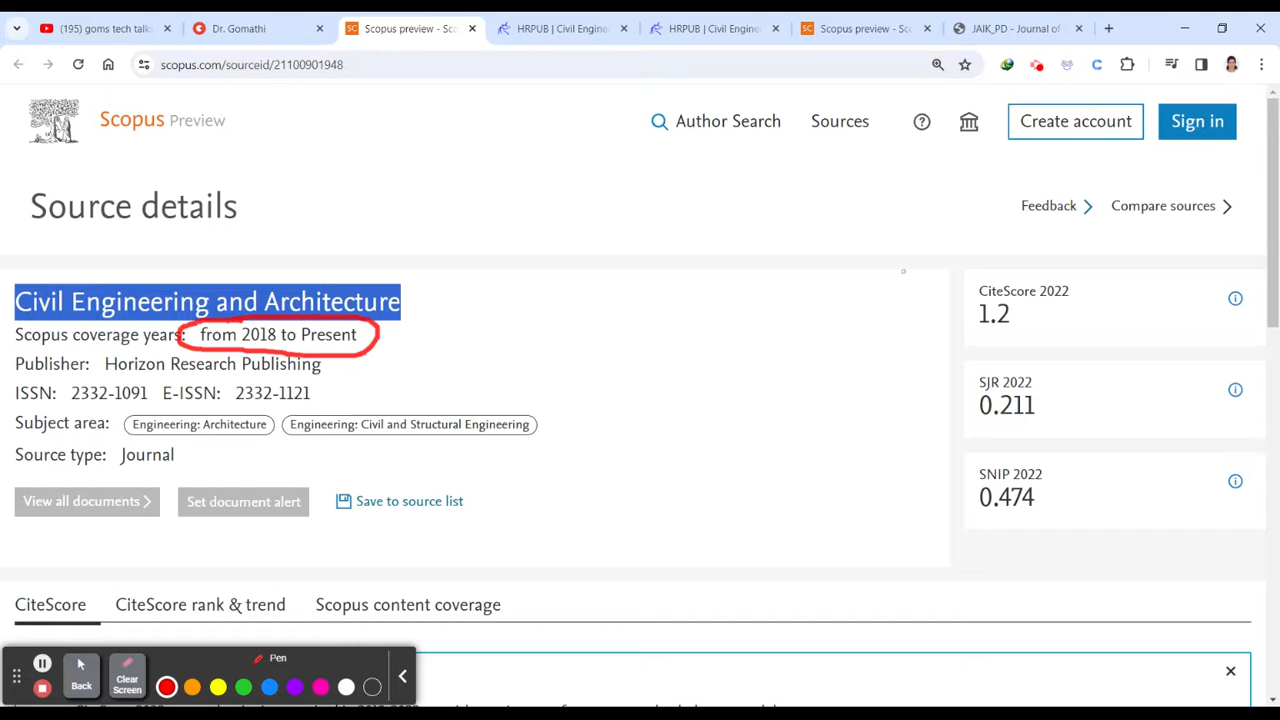 (195) goms tech talks
Dr. Gomathi
Scopus preview - Sc
HRPUB | Civil Engine
HRPUB | Civil Engine
Scopus preview - Sc
JAIK_PD - Journal of
scopus.com/sourceid/21100901948
Scopus Preview
Author Search
Sources
Create account
Sign in
Source details
Feedback
Compare sources
Civil Engineering and Architecture
Scopus coverage years: from 2018 to Present
Publisher: Horizon Research Publishing
ISSN: 2332-1091 E-ISSN: 2332-1121
Subject area: Engineering: Architecture Engineering: Civil and Structural Engineering
Source type: Journal
View all documents
Set document alert
Save to source list
CiteScore 2022
1.2
SJR 2022
0.211
SNIP 2022
0.474
CiteScore
CiteScore rank & trend
Scopus content coverage
Pen
Back
Clear
Screen